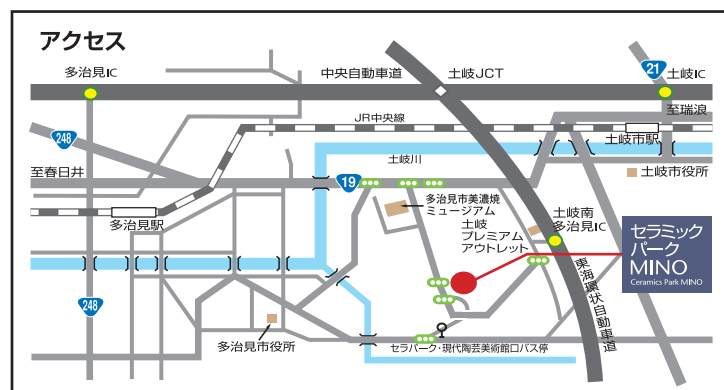 アクセス
多治見IC
中央自動車道
土岐JCT
21
土岐IC
至瑞浪
248
JR中央線
土岐市駅
土岐川
至春日井
19
土岐市役所
多治見市美濃焼
ミュージアム
多治見駅
土岐
プレミアム
アウトレット
土岐南
多治見IC
セラミック
パーク
MINO
Ceramics Park MINO
東海環状自動車道
248
多治見市役所
セラパーク・現代陶芸美術館口バス停